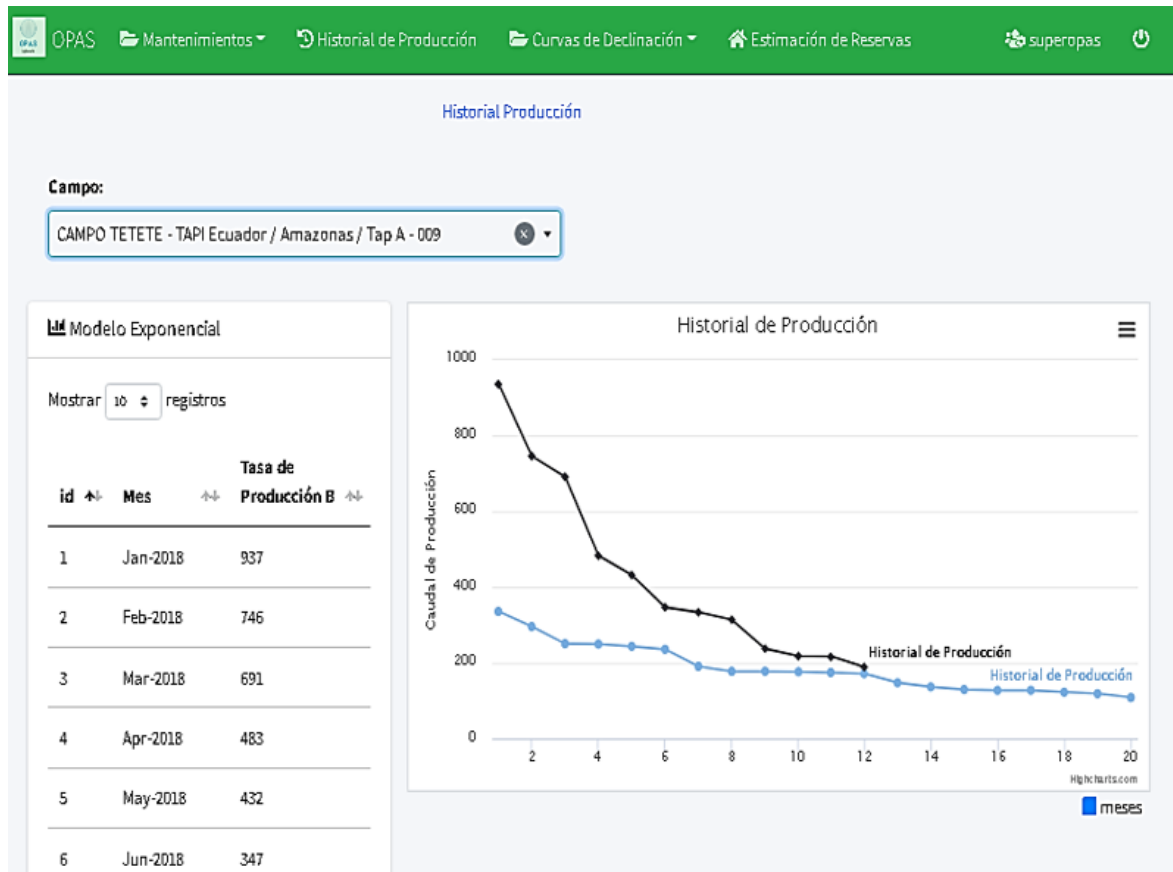 OPAS Mantenimientos Historial de Producción Curvas de Declinación Estimación de Reservas superopas
Historial Producción
Campo:
CAMPO TETETE - TAPI Ecuador / Amazonas / Tap A - 009
Modelo Exponencial
Mostrar 10 registros
id Mes Tasa de
Producción B
1 Jan-2018 937
2 Feb-2018 746
3 Mar-2018 691
4 Apr-2018 483
5 May-2018 432
6 Jun-2018 347
Historial de Producción
Caudal de Producción
1000
800
600
400
200
0
Historial de Producción
Historial de Producción
2 4 6 8 10 12 14 16 18 20
Highcharts.com
meses